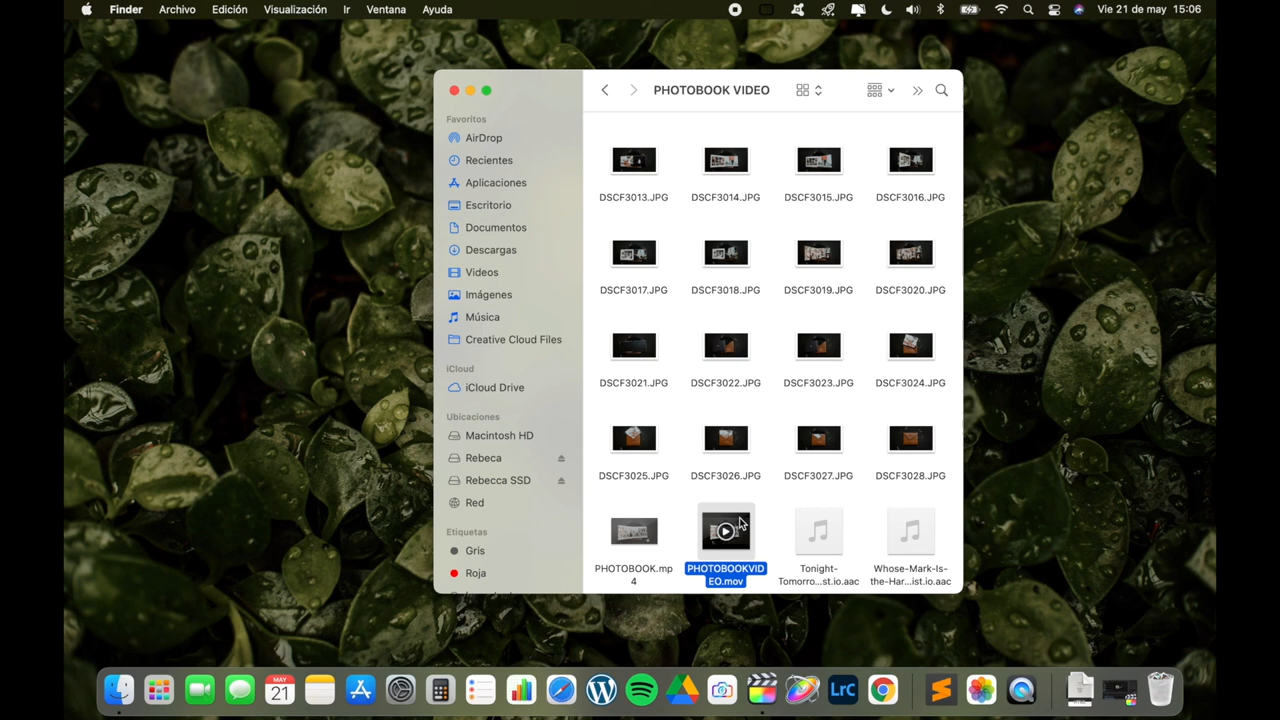 Finder Archivo Edición Visualización Ir Ventana Ayuda Vie 21 de may 15:06
PHOTOBOOK VIDEO
Favoritos
AirDrop
Recientes
Aplicaciones
Escritorio
Documentos
Descargas
Videos
Imágenes
Música
Creative Cloud Files
iCloud
iCloud Drive
Ubicaciones
Macintosh HD
Rebeca
Rebecca SSD
Red
Etiquetas
Gris
Roja
DSCF3013.JPG DSCF3014.JPG DSCF3015.JPG DSCF3016.JPG
DSCF3017.JPG DSCF3018.JPG DSCF3019.JPG DSCF3020.JPG
DSCF3021.JPG DSCF3022.JPG DSCF3023.JPG DSCF3024.JPG
DSCF3025.JPG DSCF3026.JPG DSCF3027.JPG DSCF3028.JPG
PHOTOBOOK.mp
4
PHOTOBOOKVID
EO.mov
Tonight-
Tomorro...st.io.aac
Whose-Mark-Is-
the-Har...ist.io.aac
MAY
21
LrC